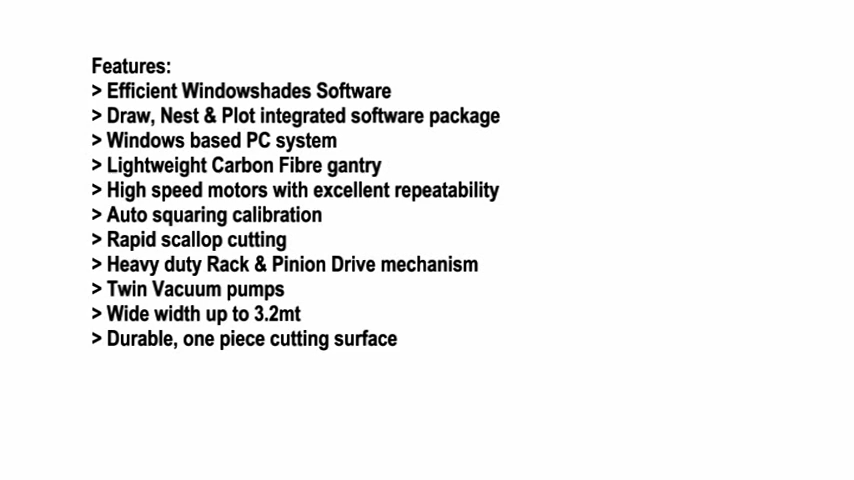 Features:
> Efficient Windowshades Software
> Draw, Nest & Plot integrated software package
> Windows based PC system
> Lightweight Carbon Fibre gantry
> High speed motors with excellent repeatability
> Auto squaring calibration
> Rapid scallop cutting
> Heavy duty Rack & Pinion Drive mechanism
> Twin Vacuum pumps
> Wide width up to 3.2mt
> Durable, one piece cutting surface